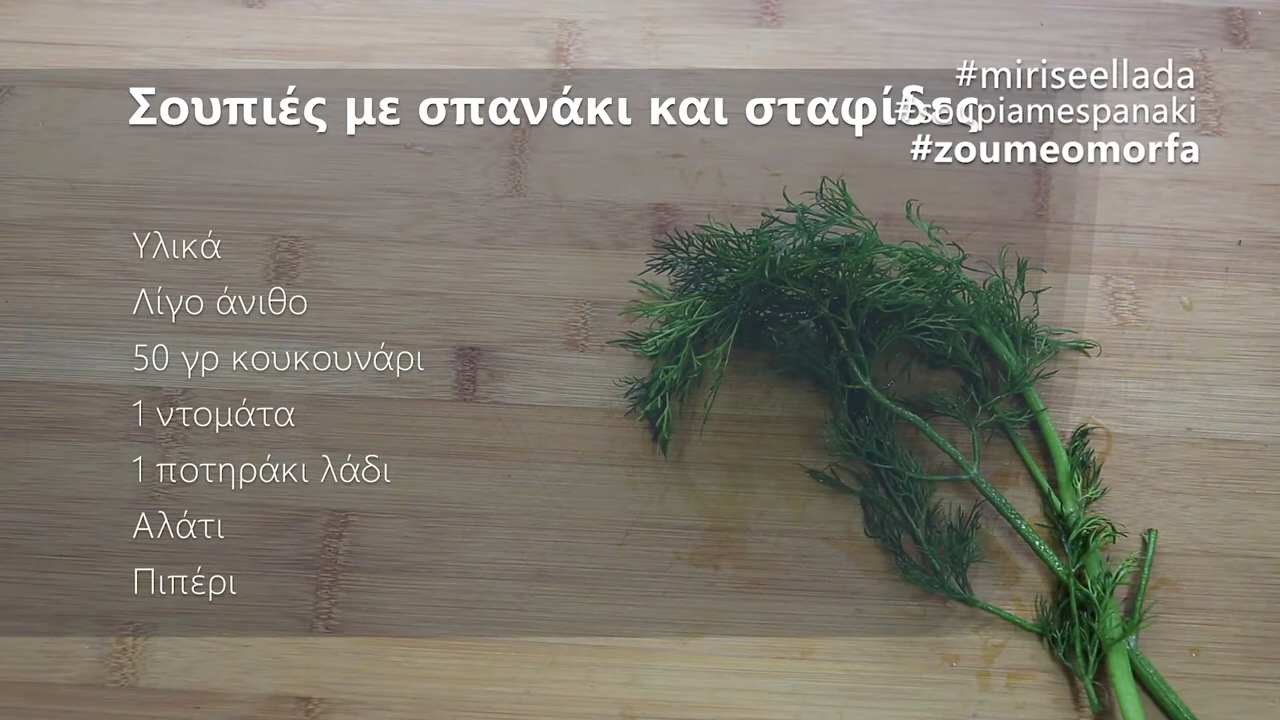 Σουπιές με σπανάκι και σταφίδες
#miriseellada
#soupiamespanaki
#zoumeomorfa
Υλικά
Λίγο άνιθο
50 γρ κουκουνάρι
1 ντομάτα
1 ποτηράκι λάδι
Αλάτι
Πιπέρι